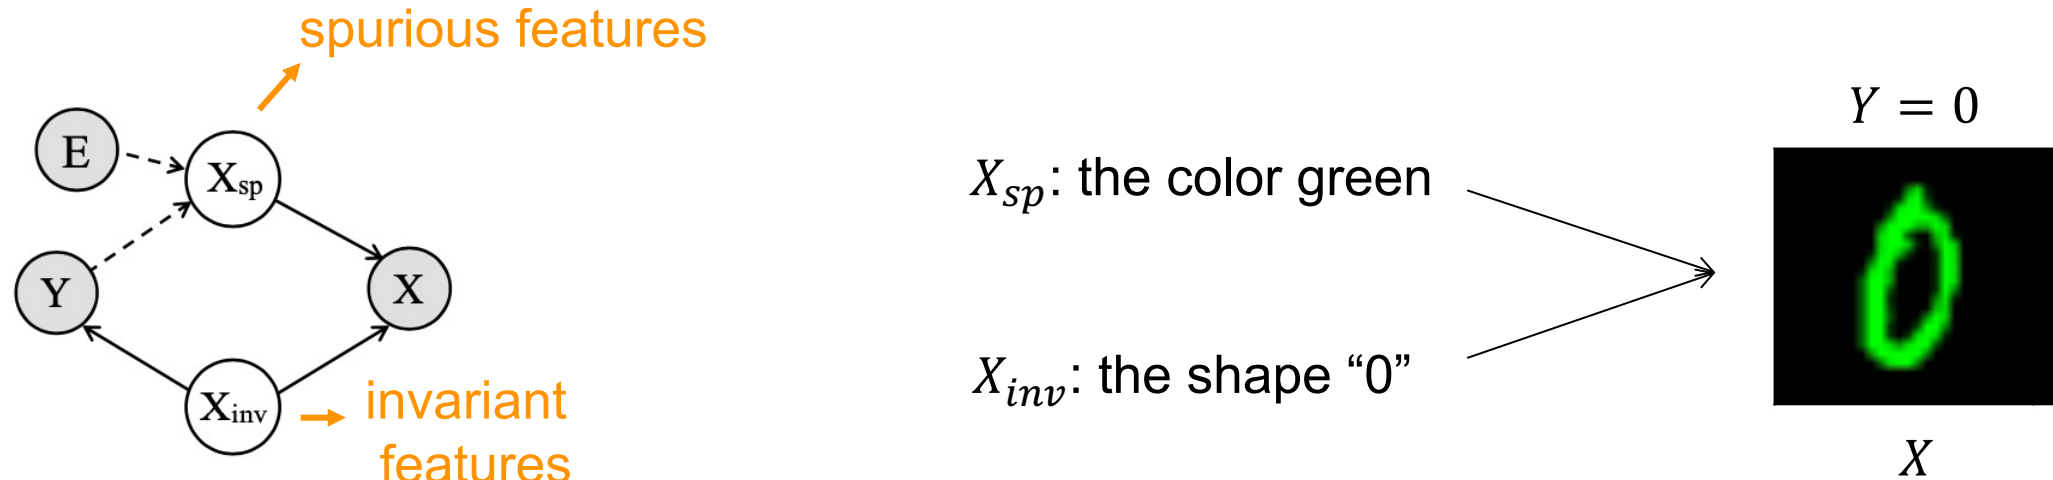 spurious features
E
Xsp
Y
X
Xinv
invariant
features
Xsp: the color green
Xinv: the shape “0”
Y = 0
X